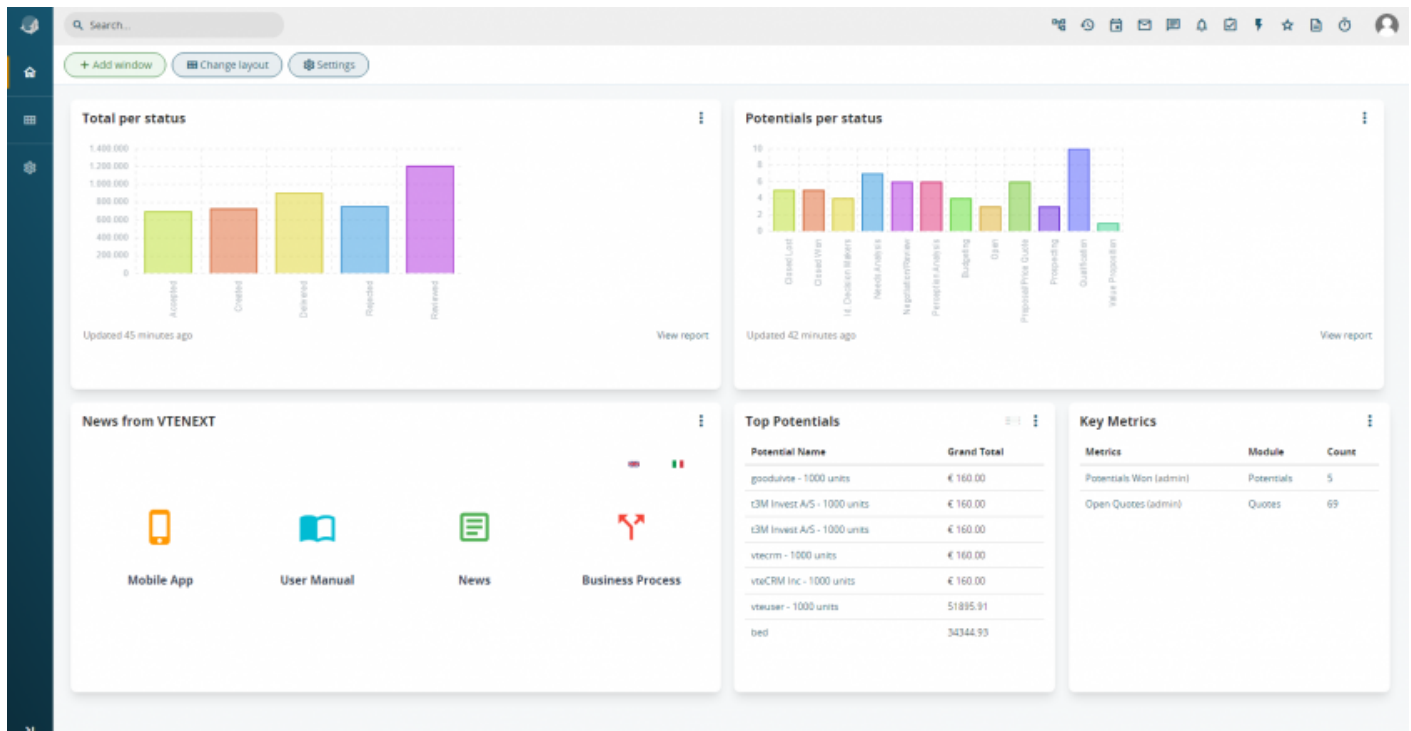 Search...
+ Add window
Change layout
Settings
Total per status
1.400.000
1.200.000
1.000.000
800.000
600.000
400.000
200.000
0
Accepted
Created
Delivered
Rejected
Reviewed
Updated 45 minutes ago
View report
Potentials per status
10
8
6
4
2
0
Closed Lost
Closed Won
Id. Decision Makers
Needs Analysis
Negotiation/Review
Perception Analysis
Budgeting
Open
Proposal/Price Quote
Prospecting
Qualification
Value Proposition
Updated 42 minutes ago
View report
News from VTENEXT
Mobile App
User Manual
News
Business Process
Top Potentials
Potential Name Grand Total
gooduivte - 1000 units € 160.00
t3M Invest A/S - 1000 units € 160.00
t3M Invest A/S - 1000 units € 160.00
vtecrm - 1000 units € 160.00
vteCRM Inc - 1000 units € 160.00
vteuser - 1000 units 51895.91
bed 34344.93
Key Metrics
Metrics Module Count
Potentials Won (admin) Potentials 5
Open Quotes (admin) Quotes 69